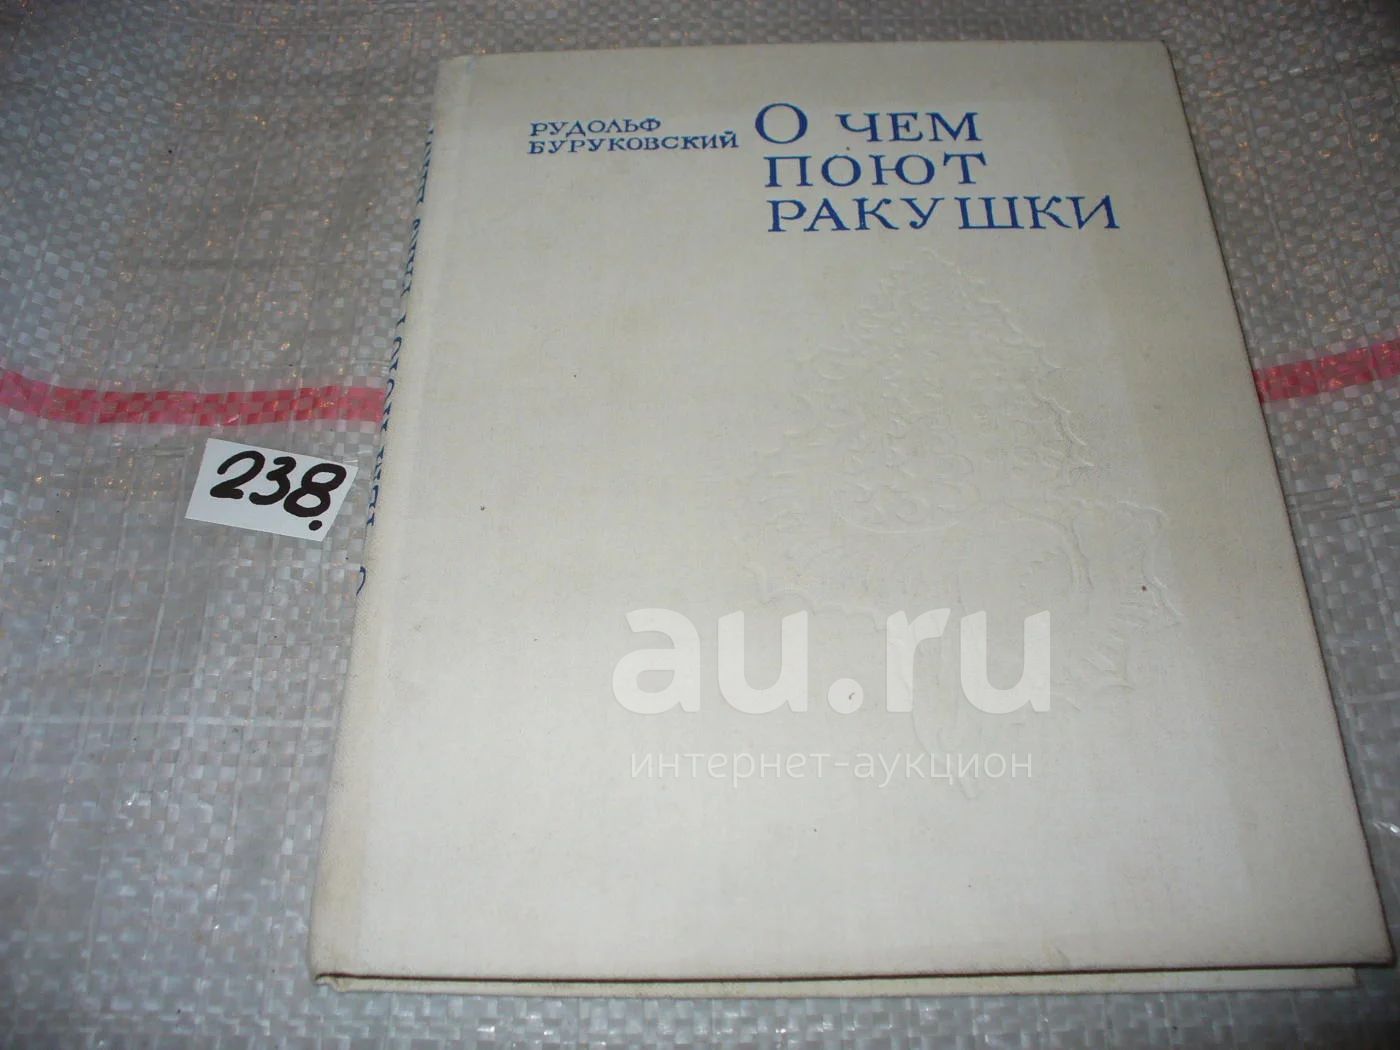 РУДОЛЬФ
БУРУКОВСКИЙ
О ЧЕМ
ПОЮТ
РАКУШКИ
238.
au.ru
интернет-аукцион